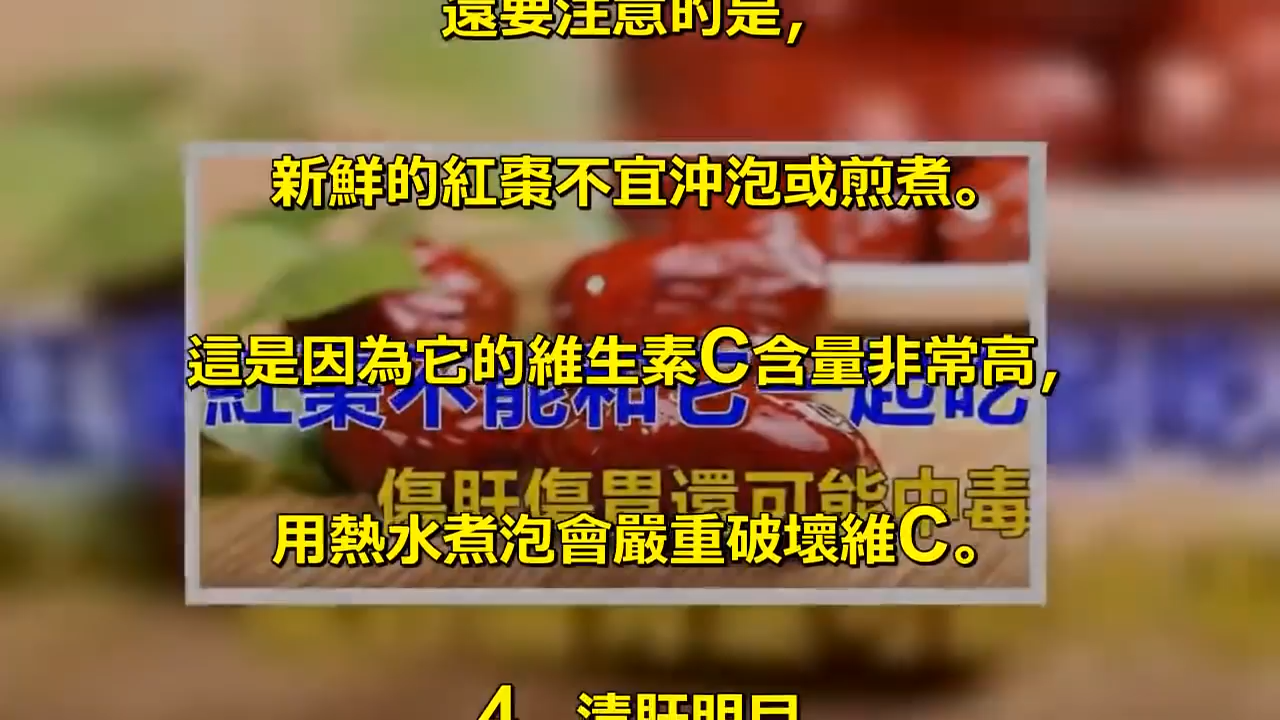 還要注意的是,
新鮮的紅棗不宜沖泡或煎煮。
這是因為它的維生素C含量非常高,
紅棗不能和它一起吃
傷肝傷胃還可能中毒
用熱水煮泡會嚴重破壞維C。
4、清肝明目